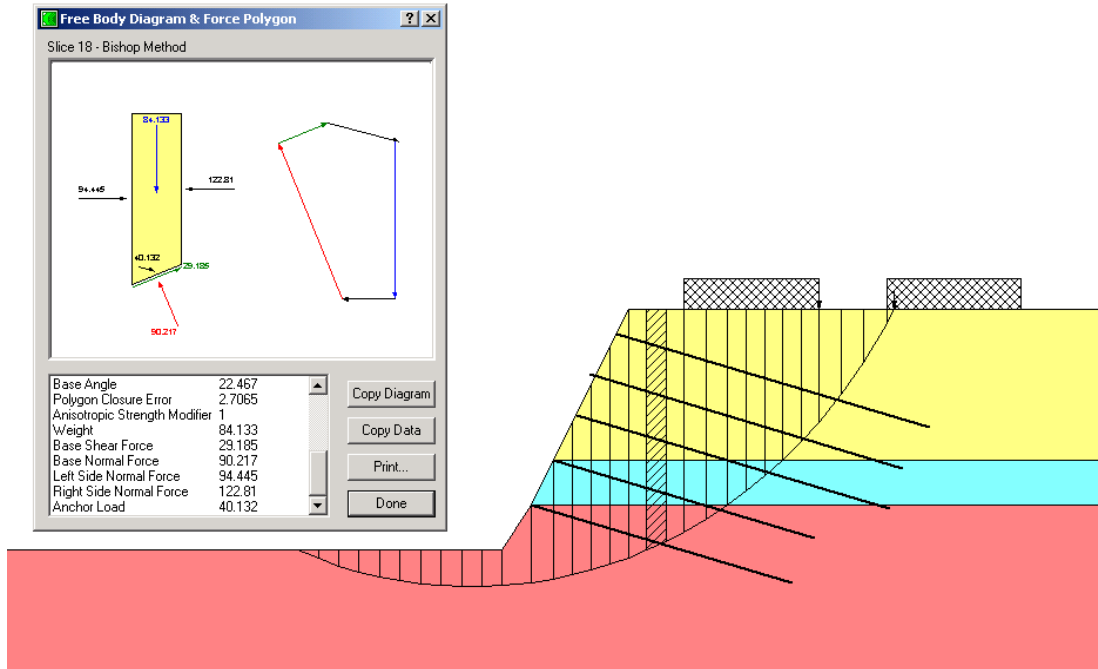 Free Body Diagram & Force Polygon
Slice 18 - Bishop Method
84.133
94.445
122.81
40.132
29.185
90.217
Base Angle 22.467
Polygon Closure Error 2.7065
Anisotropic Strength Modifier 1
Weight 84.133
Base Shear Force 29.185
Base Normal Force 90.217
Left Side Normal Force 94.445
Right Side Normal Force 122.81
Anchor Load 40.132
Copy Diagram
Copy Data
Print...
Done